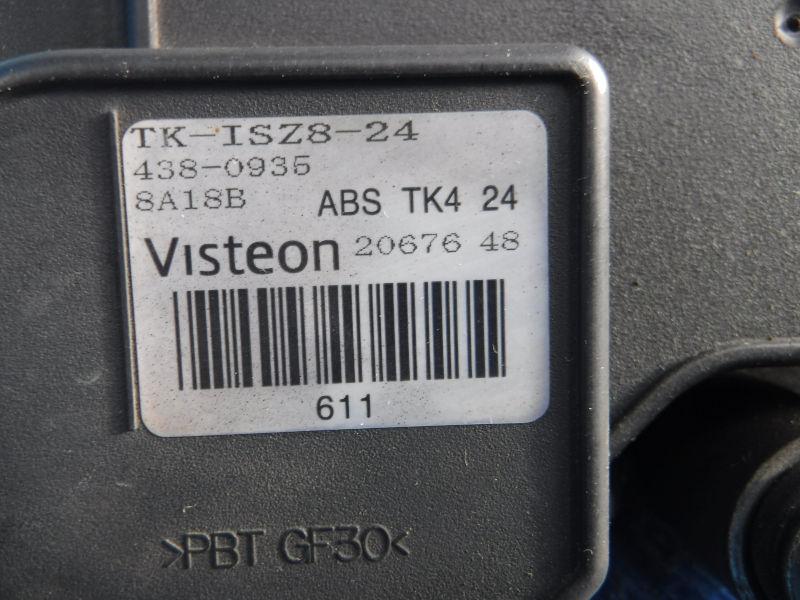 TK-ISZ8-24
438-0935
8A18B ABS TK4 24
Visteon 20676 48
611
>PBT GF30<